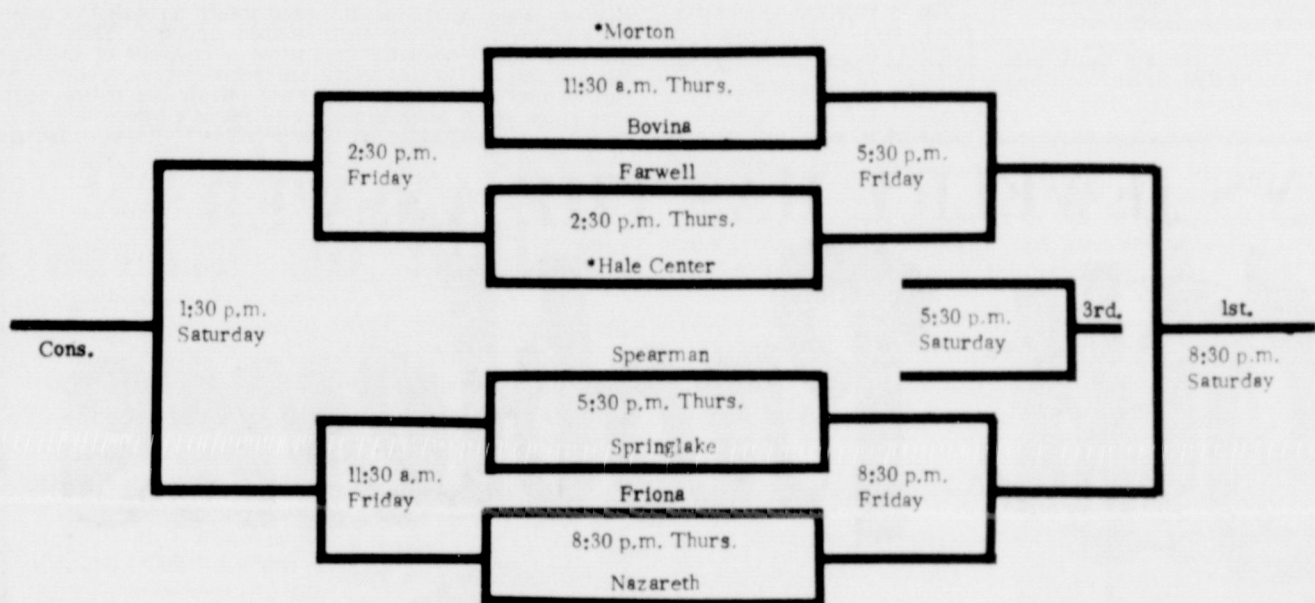 *Morton
11:30 a.m. Thurs.
Bovina
2:30 p.m.
Friday
5:30 p.m.
Friday
Farwell
2:30 p.m. Thurs.
*Hale Center
1:30 p.m.
Saturday
Cons.
5:30 p.m.
Saturday
3rd.
1st.
8:30 p.m.
Saturday
Spearman
5:30 p.m. Thurs.
Springlake
11:30 a.m.
Friday
8:30 p.m.
Friday
Friona
8:30 p.m. Thurs.
Nazareth